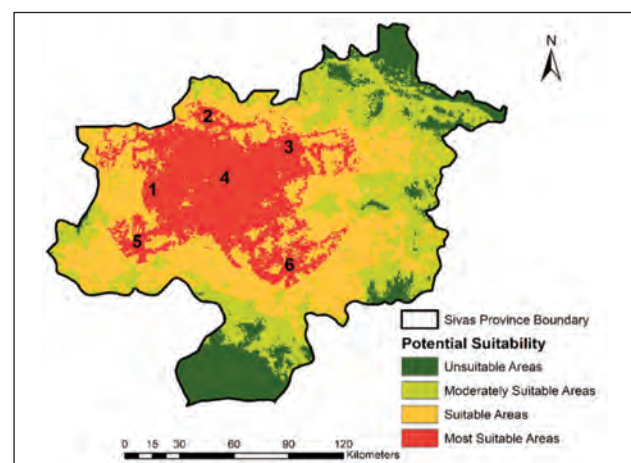 N
2
3
1
4
5
6
Sivas Province Boundary
Potential Suitability
Unsuitable Areas
Moderately Suitable Areas
Suitable Areas
Most Suitable Areas
0 15 30 60 90 120
Kilometers